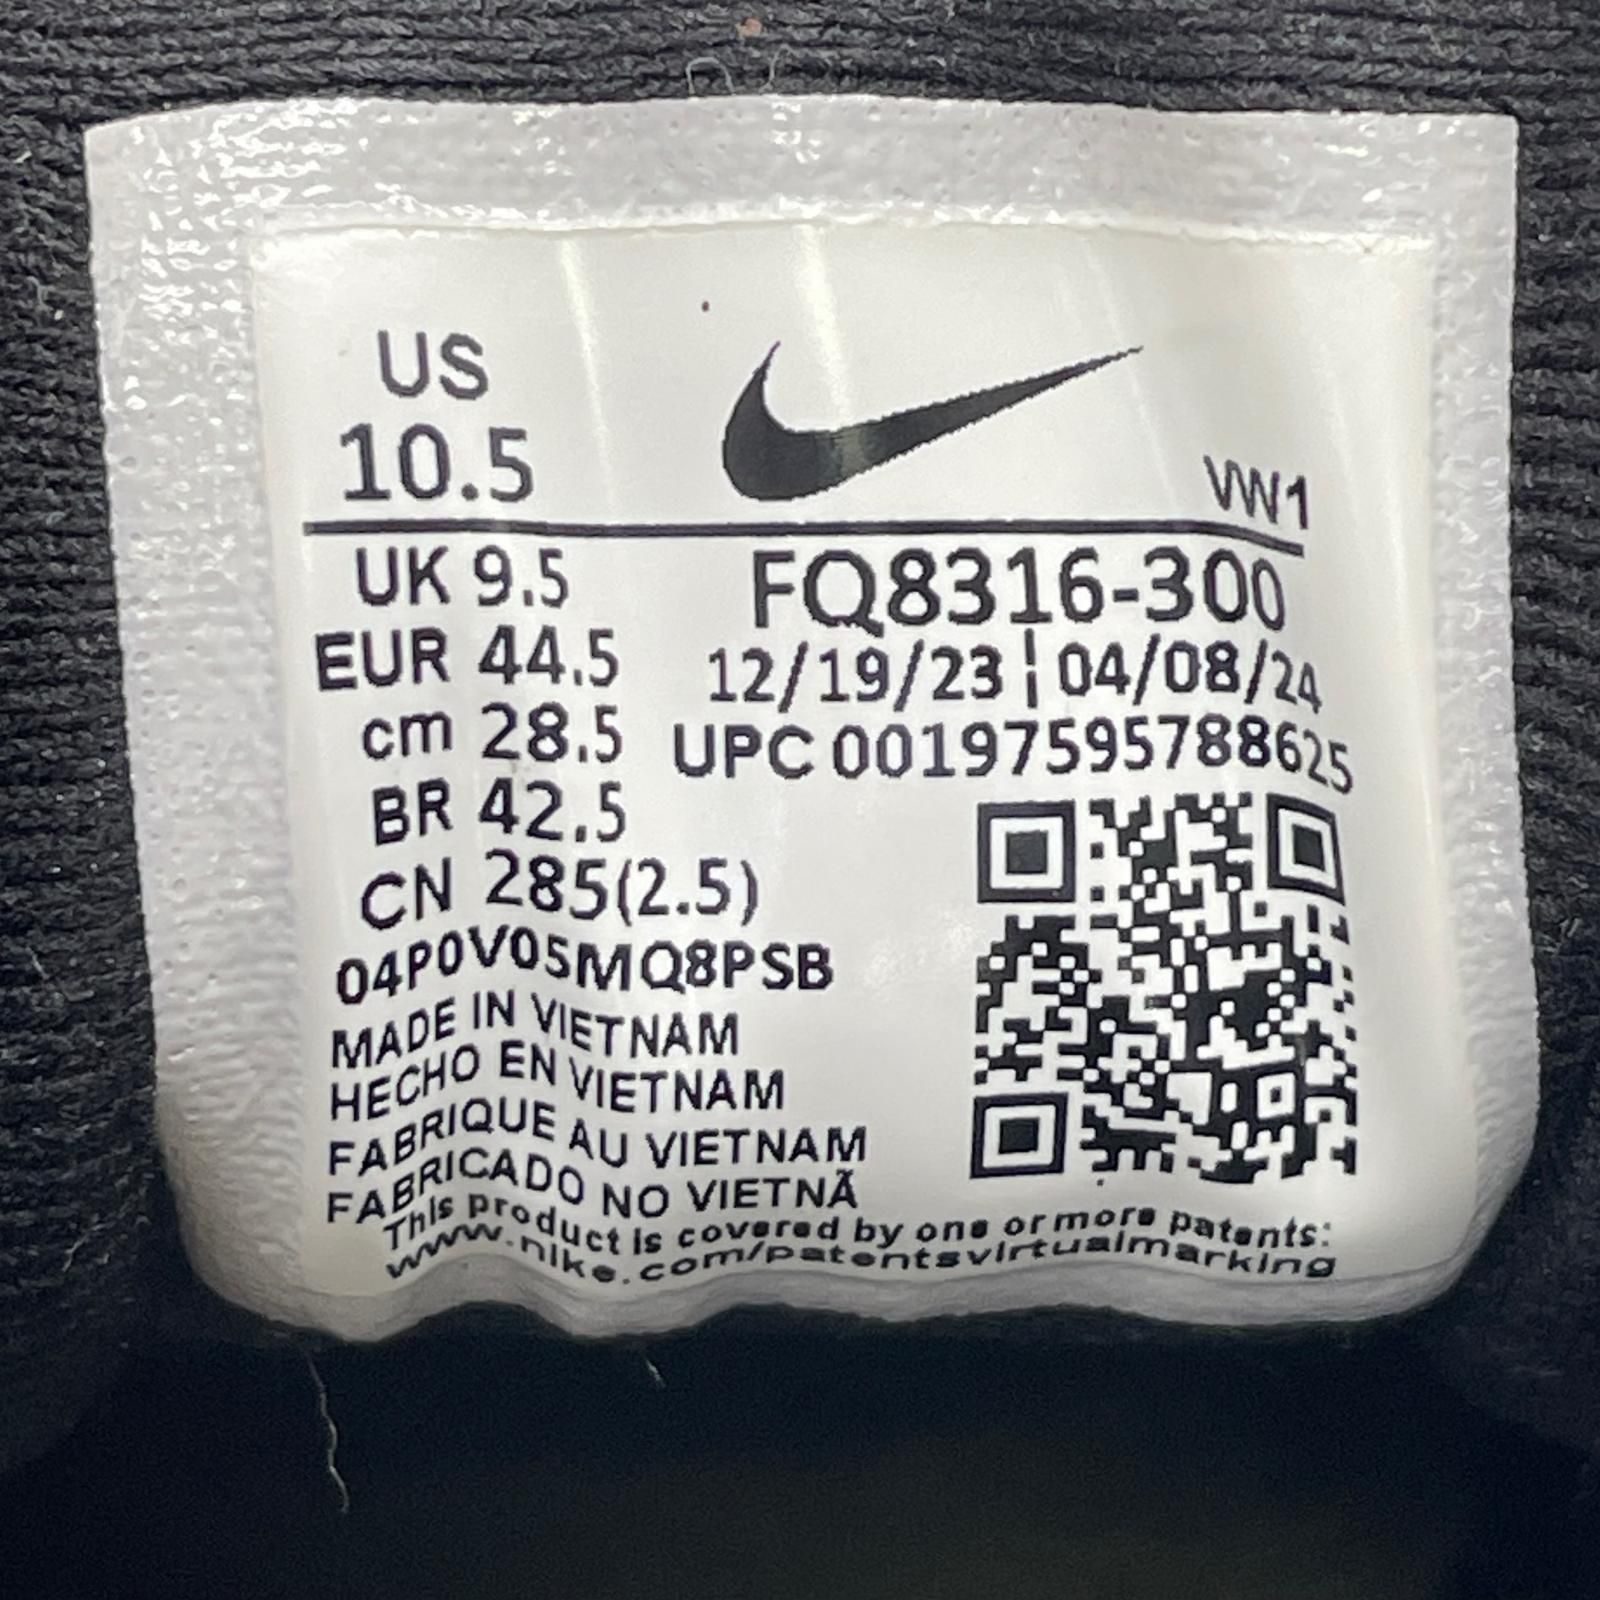 US
10.5
VW1
UK 9.5
EUR 44.5
cm 28.5
BR 42.5
CN 285(2.5)
FQ8316-300
12/19/23 ¦ 04/08/24
UPC 00197595788625
04P0V05MQ8PSB
MADE IN VIETNAM
HECHO EN VIETNAM
FABRIQUE AU VIETNAM
FABRICADO NO VIETNÃ
This product is covered by one or more patents:
www.nike.com/patentsvirtualmarking